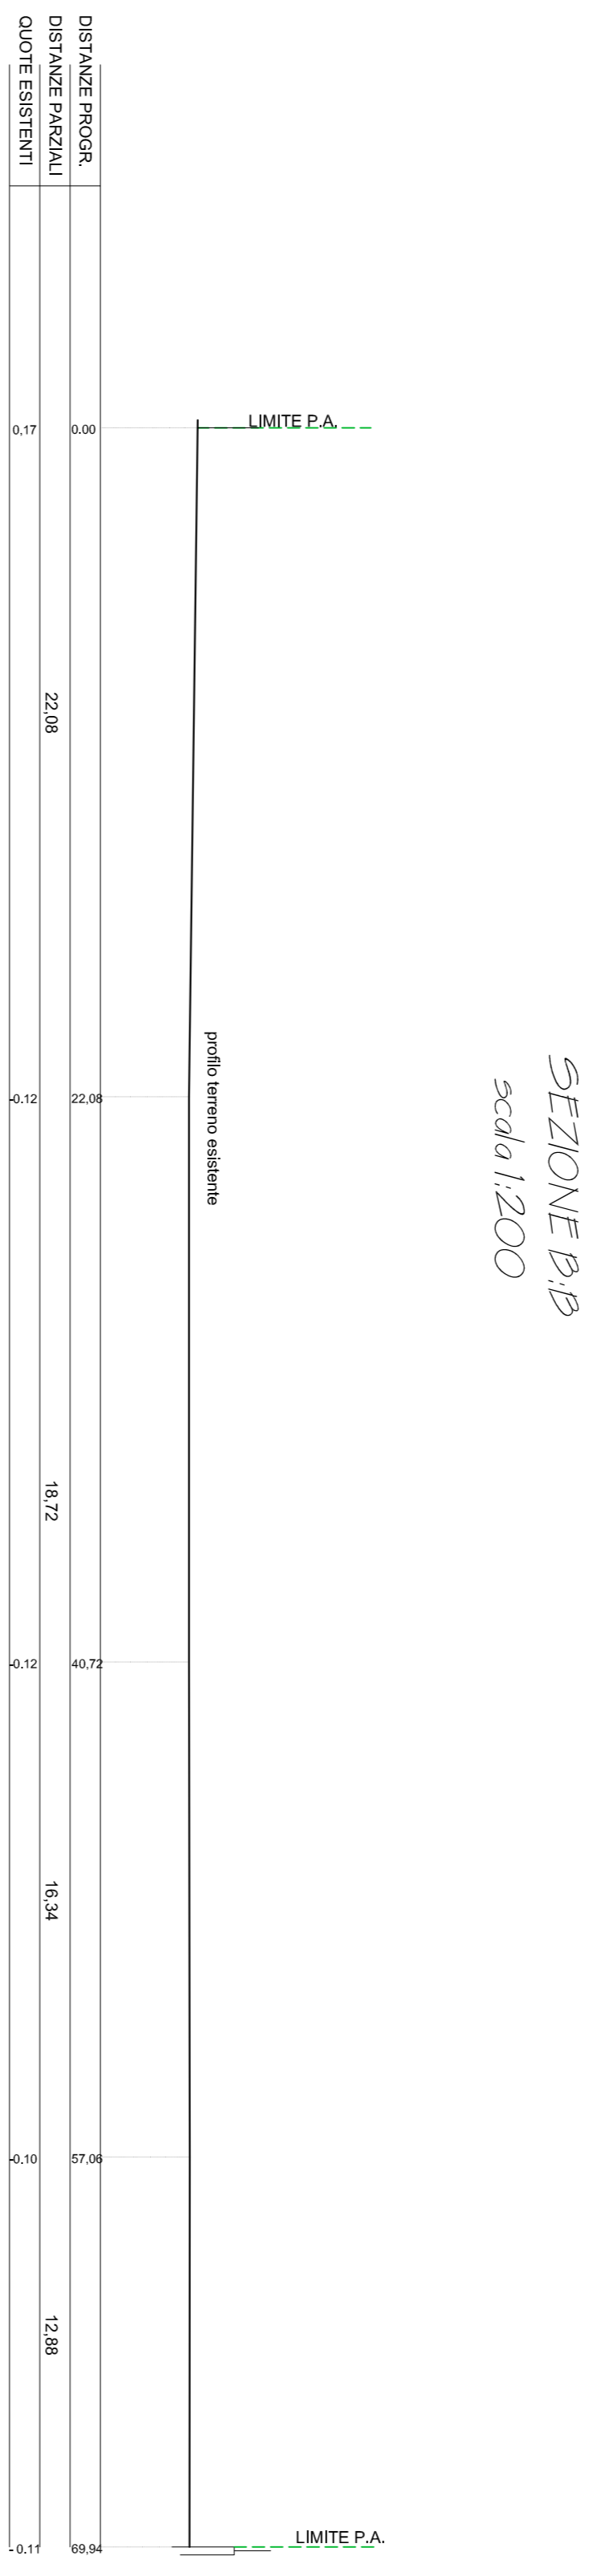 SEZIONE B:B
scala 1:200
LIMITE P.A.
LIMITE P.A.
profilo terreno esistente
DISTANZE PROGR.
0.00
22,08
40,72
57,06
69,94
DISTANZE PARZIALI
22,08
18,72
16,34
12,88
QUOTE ESISTENTI
0,17
-0.12
-0.12
-0.10
-0.11